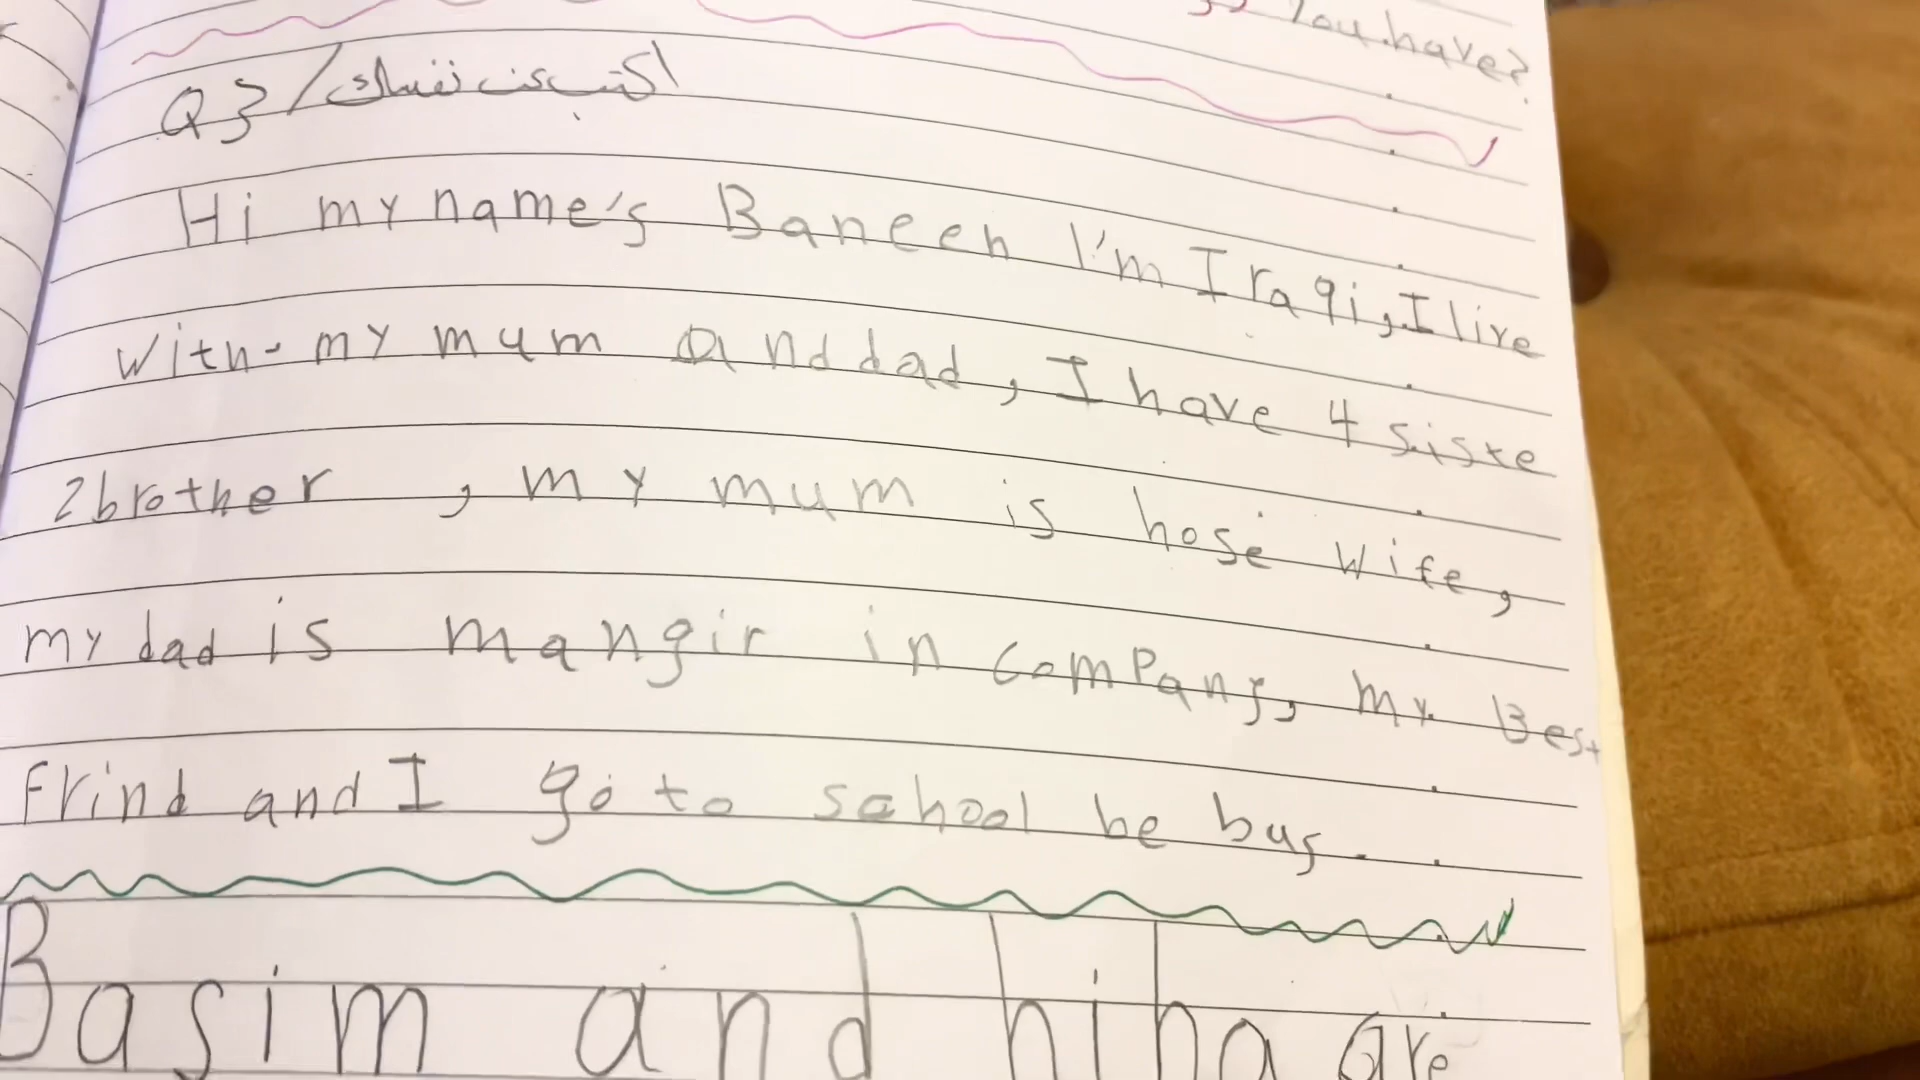 You have?
Q3/ اكتب عن نفسك
Hi my name's Baneen I'm Iraqi, I live
with my mum and dad, I have 4 siste
2 brother , my mum is hose wife,
my dad is mangir in company, my Best
Frind and I go to school be bus.
Basim and hiba are